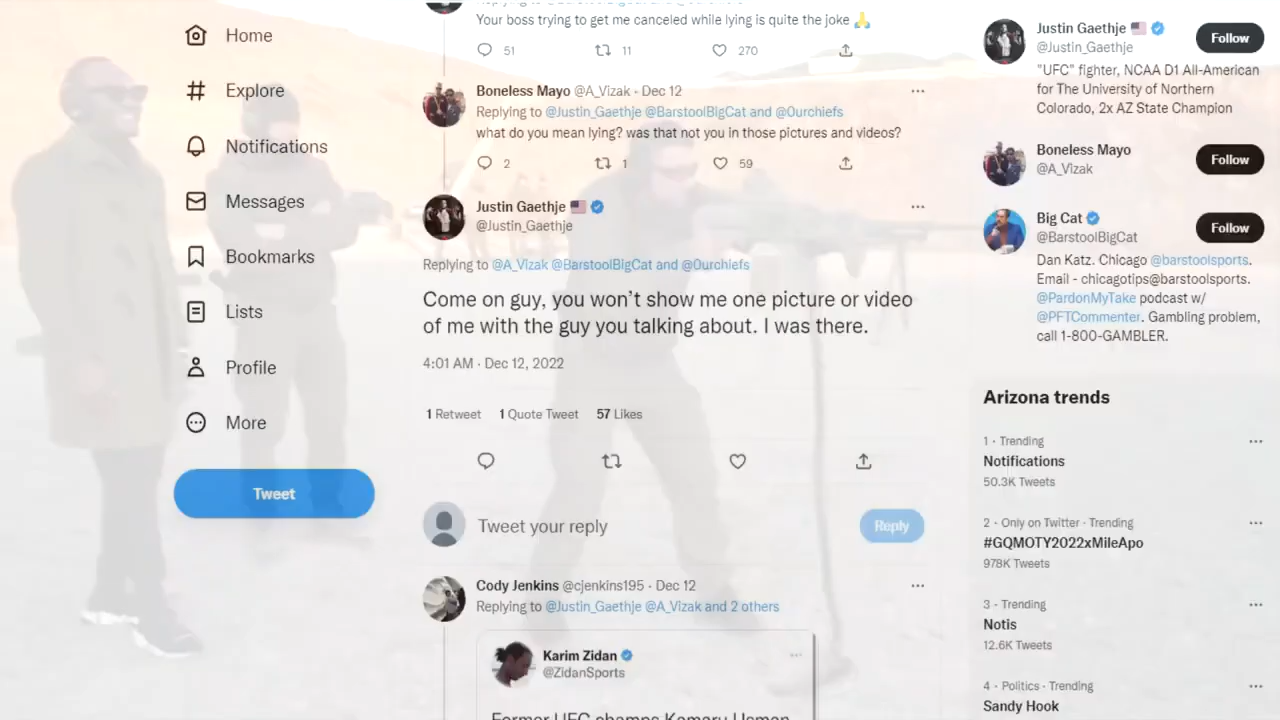 Home
Explore
Notifications
Messages
Bookmarks
Lists
Profile
More
Tweet
Your boss trying to get me canceled while lying is quite the joke 🙏
51 11 270
Boneless Mayo @A_Vizak · Dec 12
Replying to @Justin_Gaethje @BarstoolBigCat and @0urchiefs
what do you mean lying? was that not you in those pictures and videos?
2 1 59
Justin Gaethje 🇺🇸
@Justin_Gaethje
Replying to @A_Vizak @BarstoolBigCat and @0urchiefs
Come on guy, you won’t show me one picture or video
of me with the guy you talking about. I was there.
4:01 AM · Dec 12, 2022
1 Retweet 1 Quote Tweet 57 Likes
Tweet your reply
Reply
Cody Jenkins @cjenkins195 · Dec 12
Replying to @Justin_Gaethje @A_Vizak and 2 others
Karim Zidan
@ZidanSports
Former UFC champs Kamaru Usman
Justin Gaethje 🇺🇸
@Justin_Gaethje
Follow
"UFC" fighter, NCAA D1 All-American
for The University of Northern
Colorado, 2x AZ State Champion
Boneless Mayo
@A_Vizak
Follow
Big Cat
@BarstoolBigCat
Follow
Dan Katz. Chicago @barstoolsports.
Email - chicagotips@barstoolsports.
@PardonMyTake podcast w/
@PFTCommenter. Gambling problem,
call 1-800-GAMBLER.
Arizona trends
1 · Trending
Notifications
50.3K Tweets
2 · Only on Twitter · Trending
#GQMOTY2022xMileApo
978K Tweets
3 · Trending
Notis
12.6K Tweets
4 · Politics · Trending
Sandy Hook